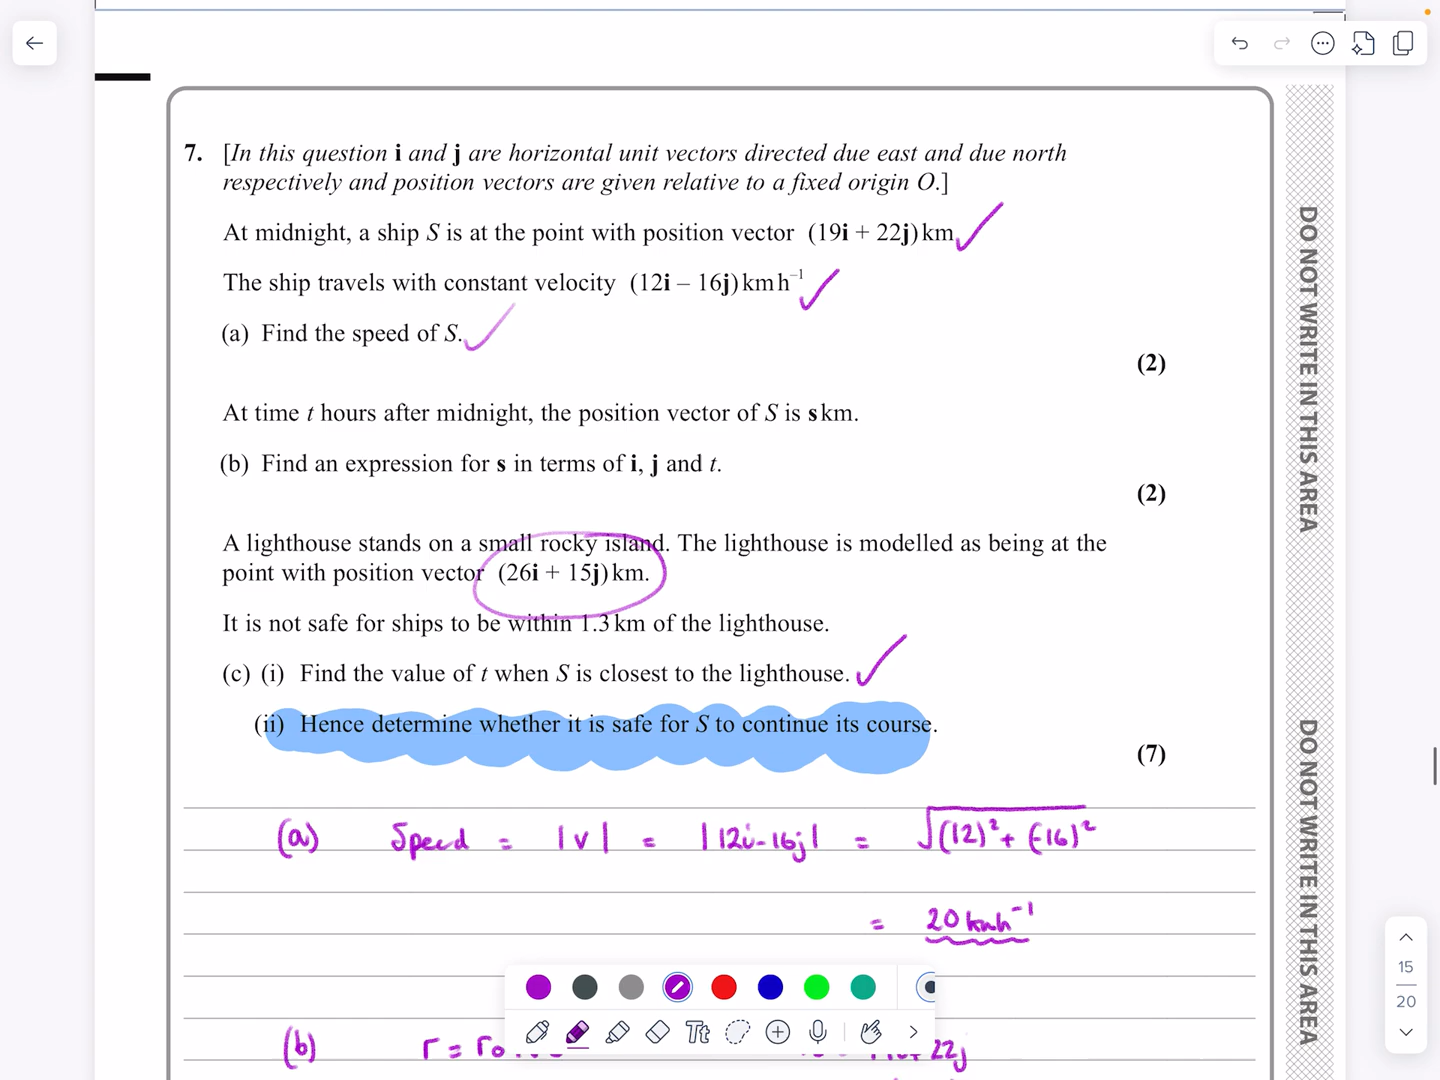 7. [In this question i and j are horizontal unit vectors directed due east and due north
respectively and position vectors are given relative to a fixed origin O.]
At midnight, a ship S is at the point with position vector (19i + 22j) km
The ship travels with constant velocity (12i – 16j) km h⁻¹
(a) Find the speed of S.
(2)
At time t hours after midnight, the position vector of S is s km.
(b) Find an expression for s in terms of i, j and t.
(2)
A lighthouse stands on a small rocky island. The lighthouse is modelled as being at the
point with position vector (26i + 15j) km.
It is not safe for ships to be within 1.3 km of the lighthouse.
(c) (i) Find the value of t when S is closest to the lighthouse.
(ii) Hence determine whether it is safe for S to continue its course.
(7)
(a) Speed = |v| = |12i-16j| = √(12)² + (-16)²
= 20kmh⁻¹
(b) r = r₀
22j
DO NOT WRITE IN THIS AREA
DO NOT WRITE IN THIS AREA
Tt
15
20